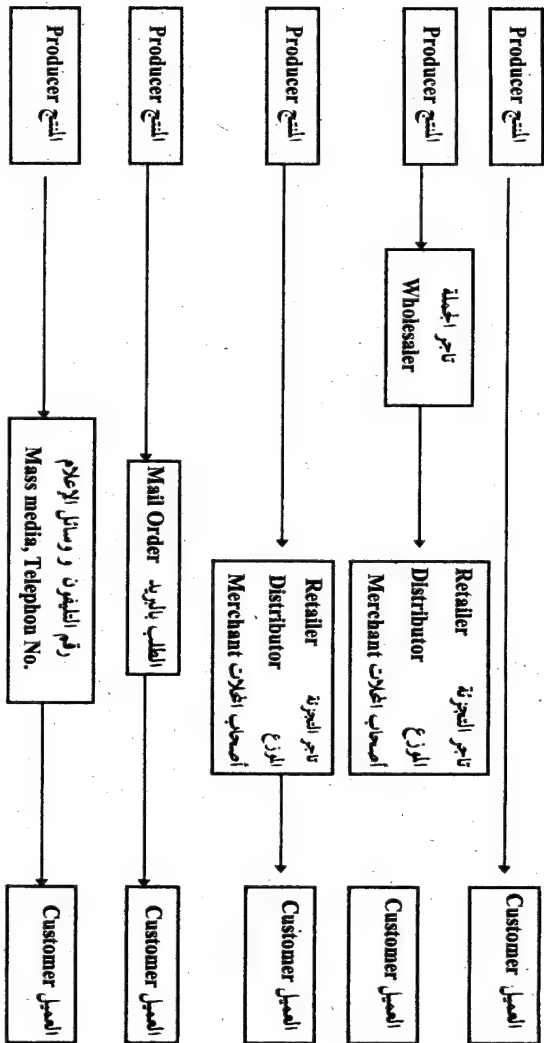 Producer المنتج
Customer العميل
Producer المنتج
تاجر الجملة
Wholesaler
Retailer تاجر التجزئة
Distributor الموزع
Merchant أصحاب المحلات
Customer العميل
Producer المنتج
Retailer تاجر التجزئة
Distributor الموزع
Merchant أصحاب المحلات
Customer العميل
Producer المنتج
Mail Order الطلب بالبريد
Customer العميل
Producer المنتج
رقم التليفون و وسائل الإعلام
Mass media, Telephon No.
Customer العميل